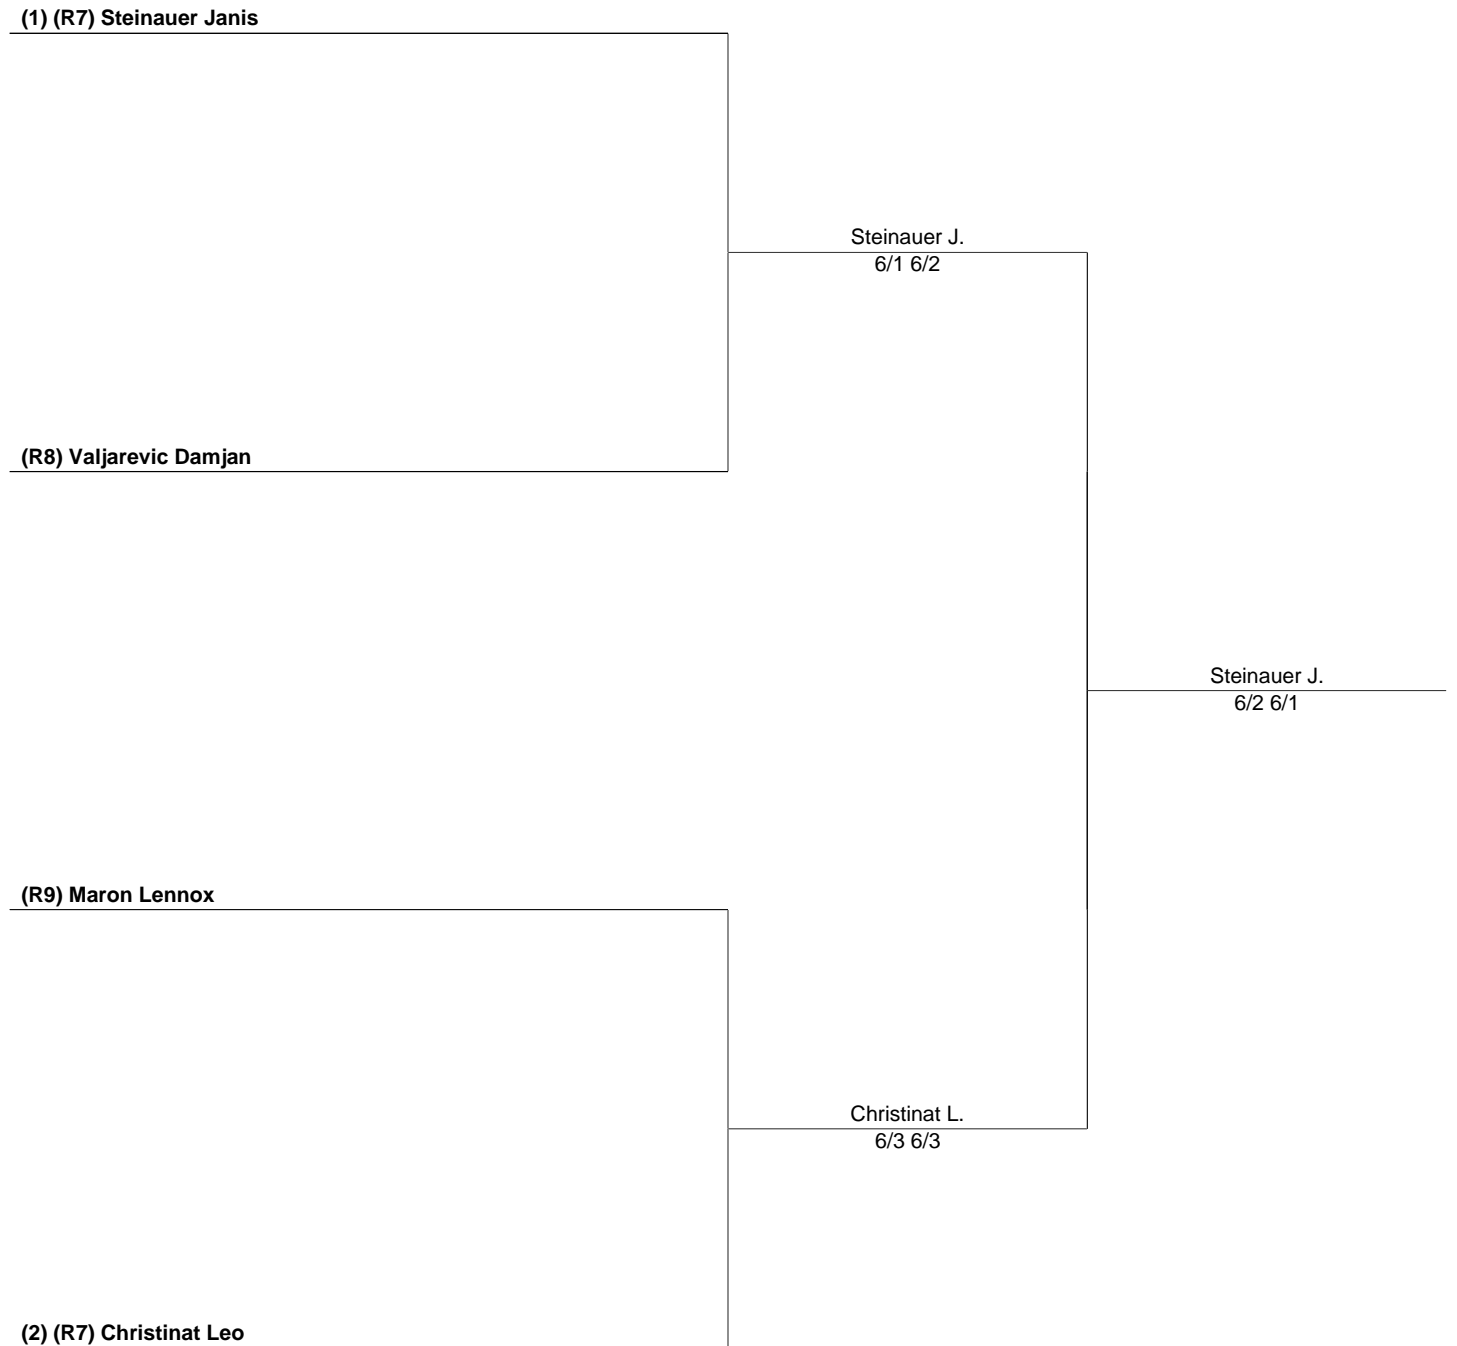 (1) (R7) Steinauer Janis
Steinauer J.
6/1 6/2
(R8) Valjarevic Damjan
Steinauer J.
6/2 6/1
(R9) Maron Lennox
Christinat L.
6/3 6/3
(2) (R7) Christinat Leo